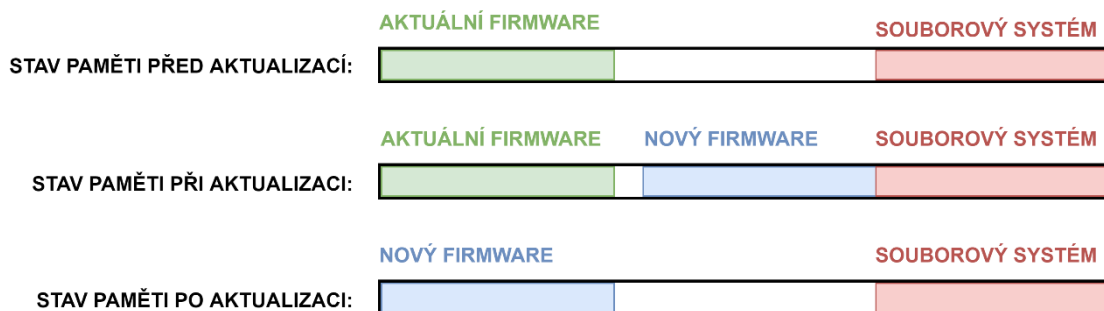 AKTUÁLNÍ FIRMWARE
SOUBOROVÝ SYSTÉM
STAV PAMĚTI PŘED AKTUALIZACÍ:
AKTUÁLNÍ FIRMWARE NOVÝ FIRMWARE SOUBOROVÝ SYSTÉM
STAV PAMĚTI PŘI AKTUALIZACI:
NOVÝ FIRMWARE SOUBOROVÝ SYSTÉM
STAV PAMĚTI PO AKTUALIZACI: